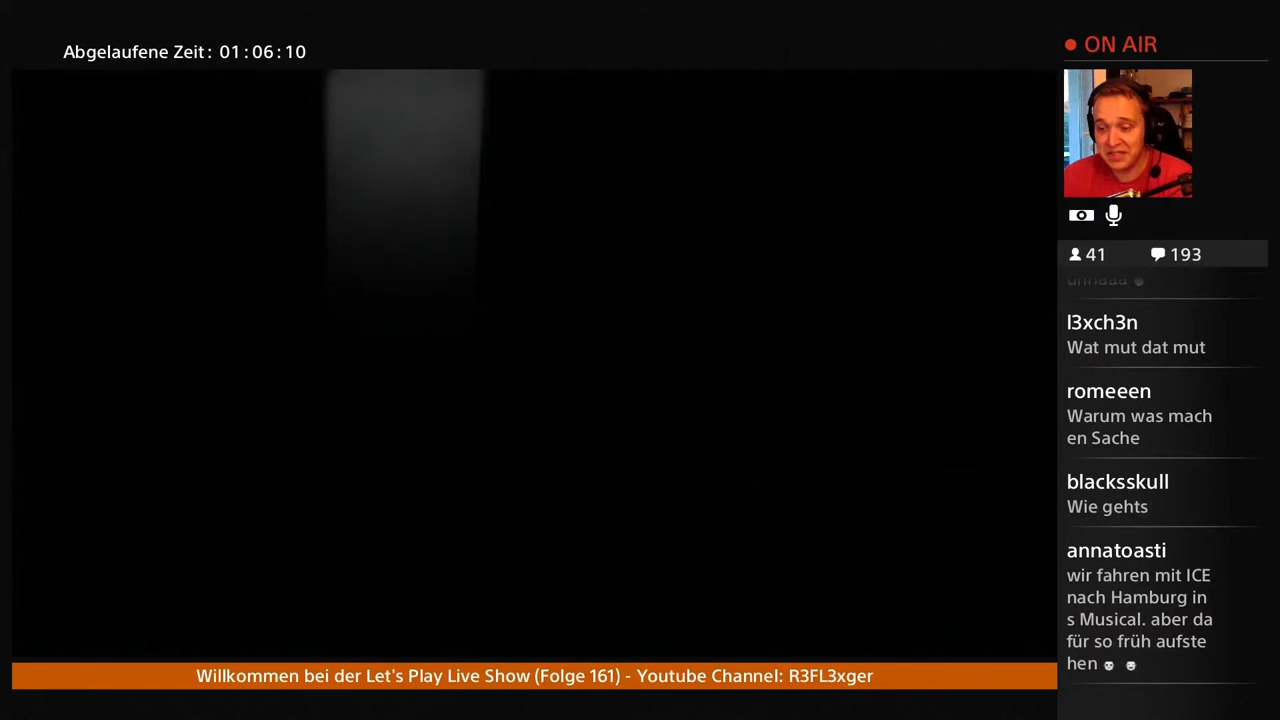 Abgelaufene Zeit: 01:06:10
ON AIR
41 193
l3xch3n
Wat mut dat mut
romeeen
Warum was mach
en Sache
blacksskull
Wie gehts
annatoasti
wir fahren mit ICE
nach Hamburg in
s Musical. aber da
für so früh aufste
hen
Willkommen bei der Let's Play Live Show (Folge 161) - Youtube Channel: R3FL3xger